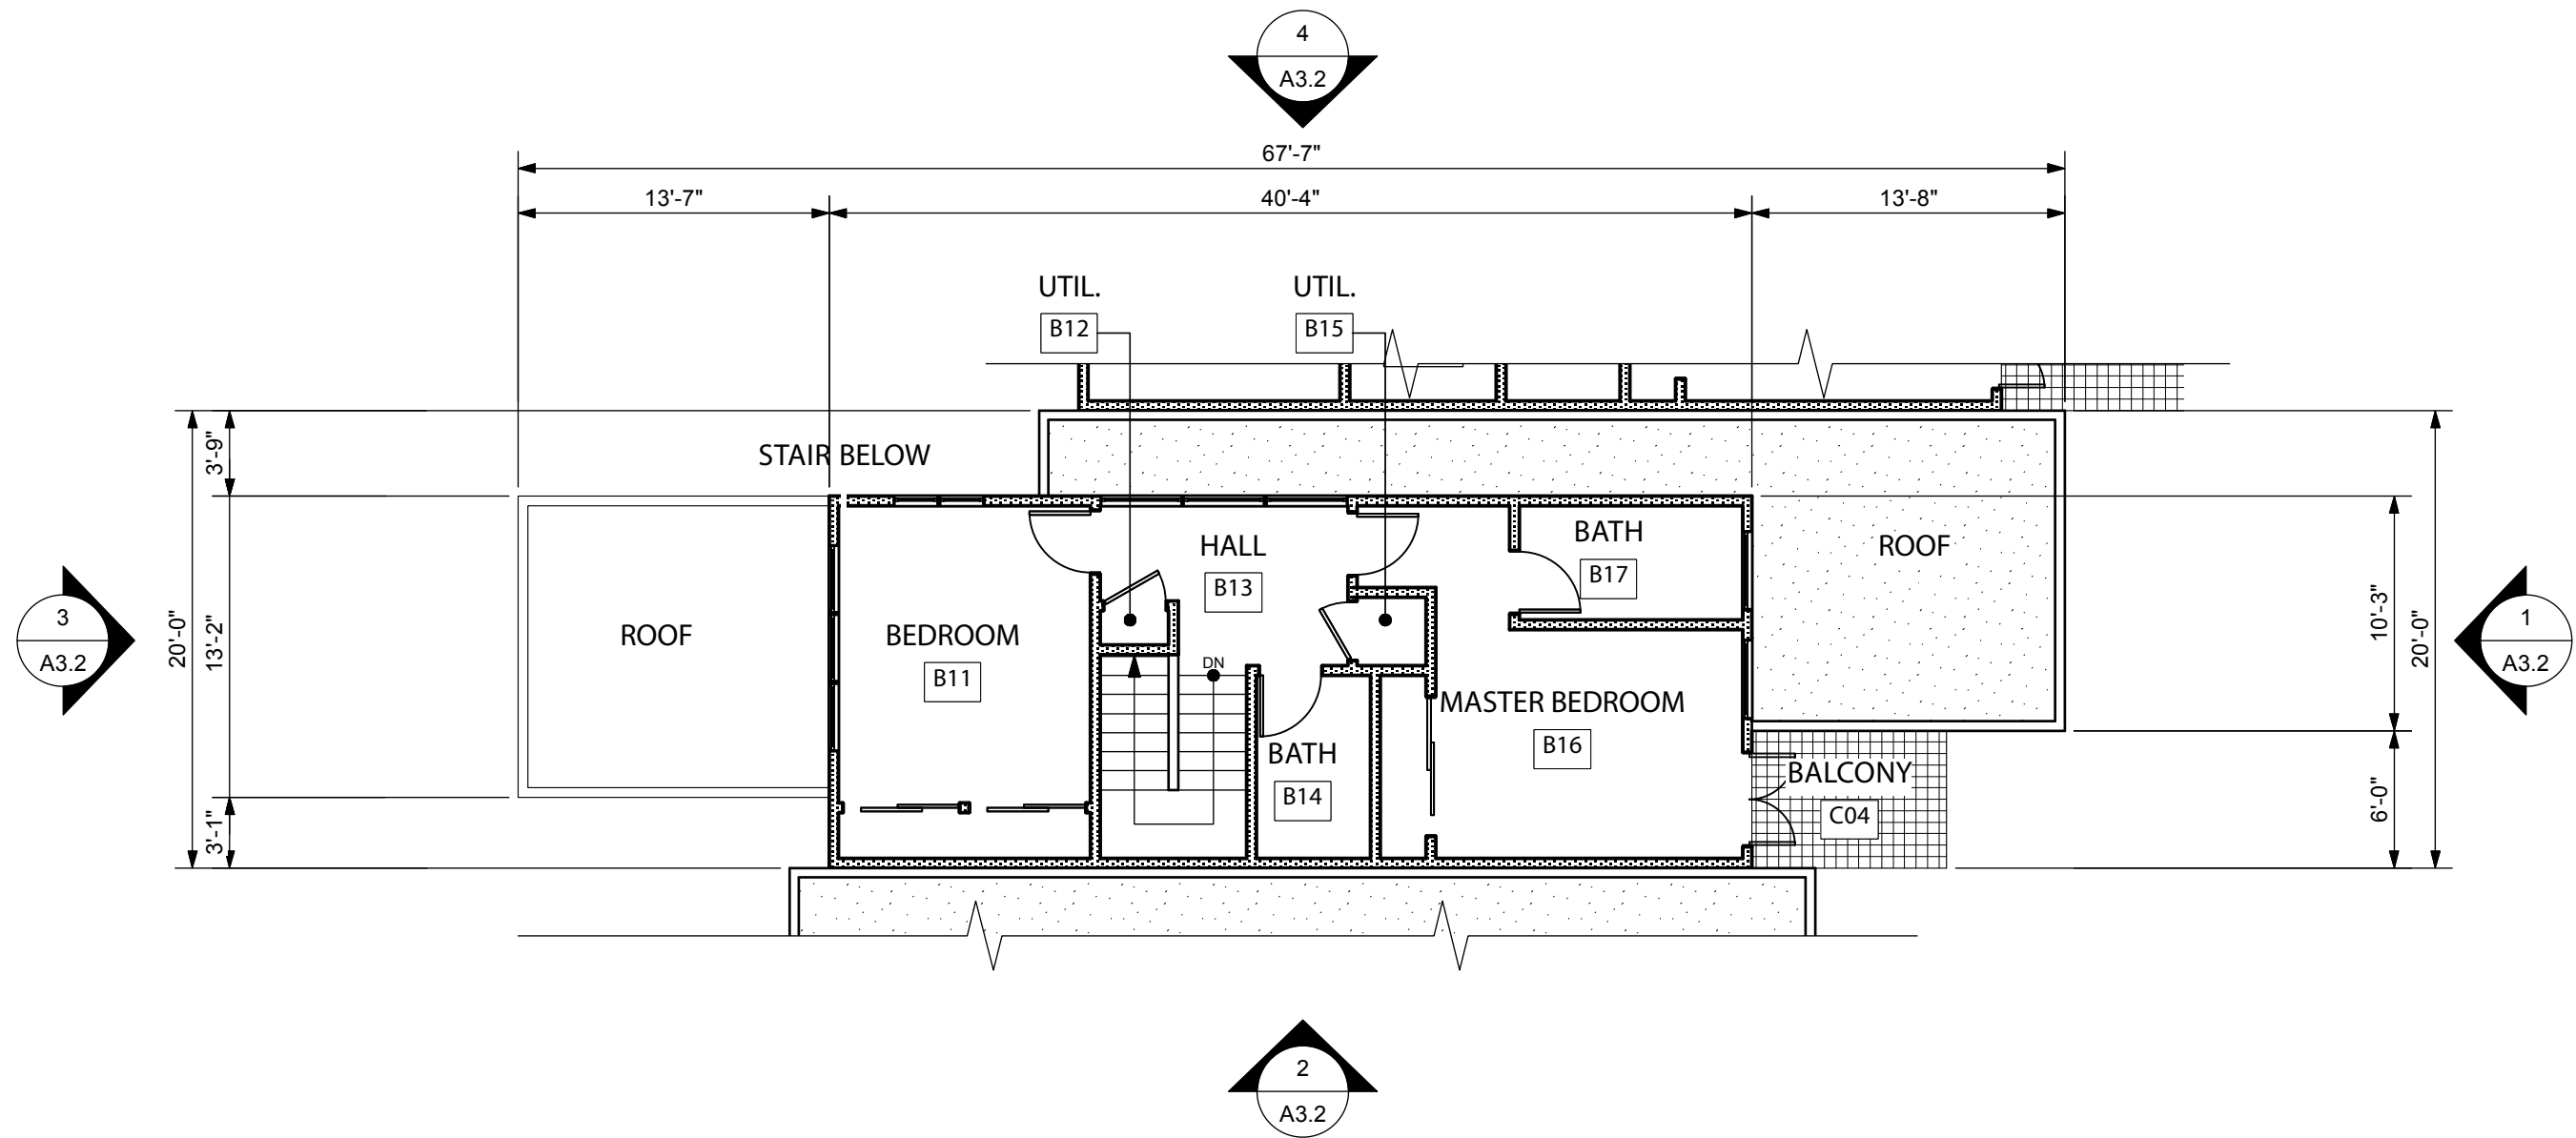 4
A3.2
67'-7"
13'-7"
40'-4"
13'-8"
UTIL.
B12
UTIL.
B15
STAIR BELOW
3'-9"
20'-0"
13'-2"
3'-1"
3
A3.2
ROOF
BEDROOM
B11
HALL
B13
DN
BATH
B17
BATH
B14
MASTER BEDROOM
B16
ROOF
BALCONY
C04
10'-3"
20'-0"
6'-0"
1
A3.2
2
A3.2